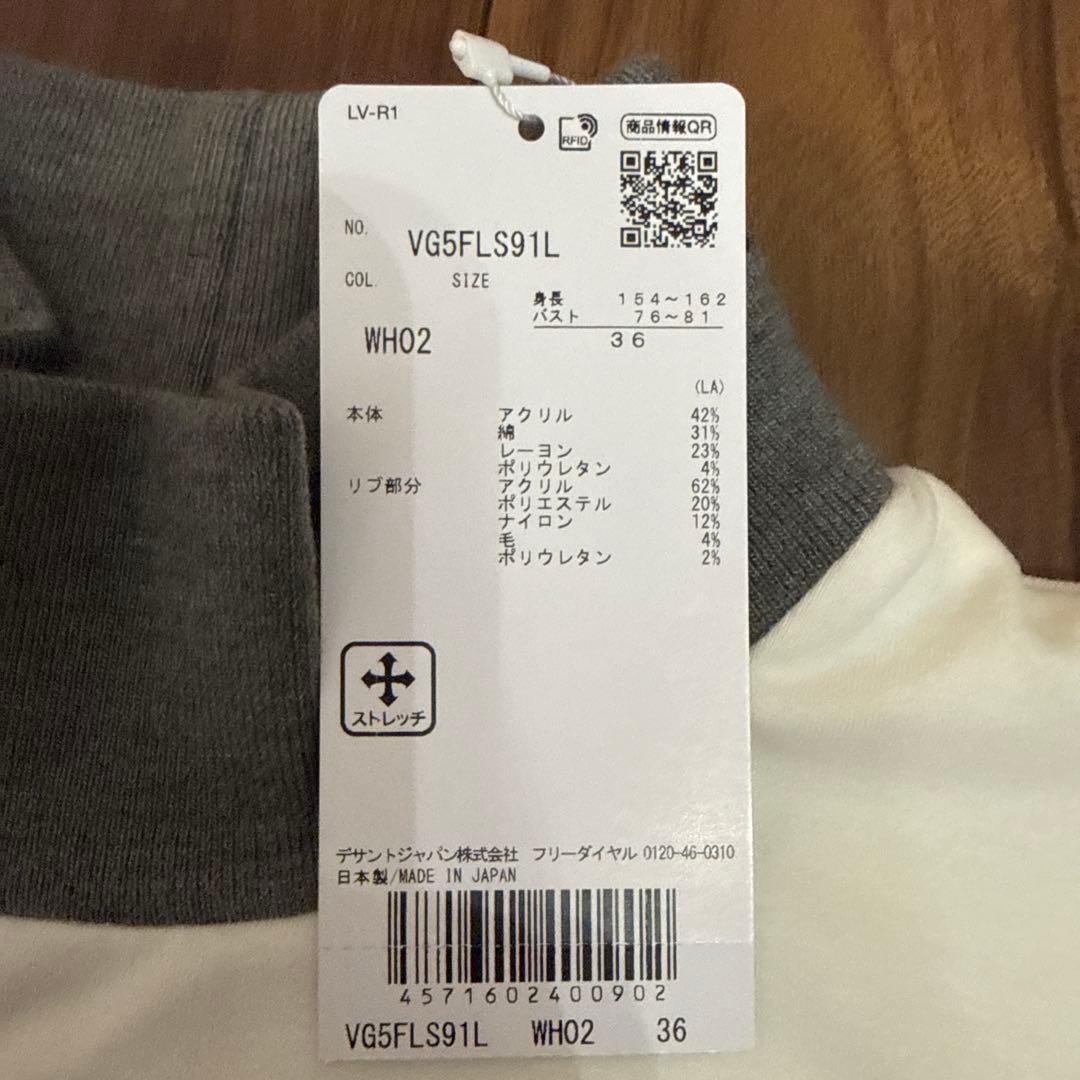 LV-R1
RFID
商品情報QR
NO. VG5FLS91L
COL. SIZE
身長 154~162
バスト 76~81
WH02 36
(LA)
本体 アクリル 42%
綿 31%
レーヨン 23%
ポリウレタン 4%
リブ部分 アクリル 62%
ポリエステル 20%
ナイロン 12%
毛 4%
ポリウレタン 2%
ストレッチ
デサントジャパン株式会社 フリーダイヤル 0120-46-0310
日本製/MADE IN JAPAN
4571602400902
VG5FLS91L WH02 36